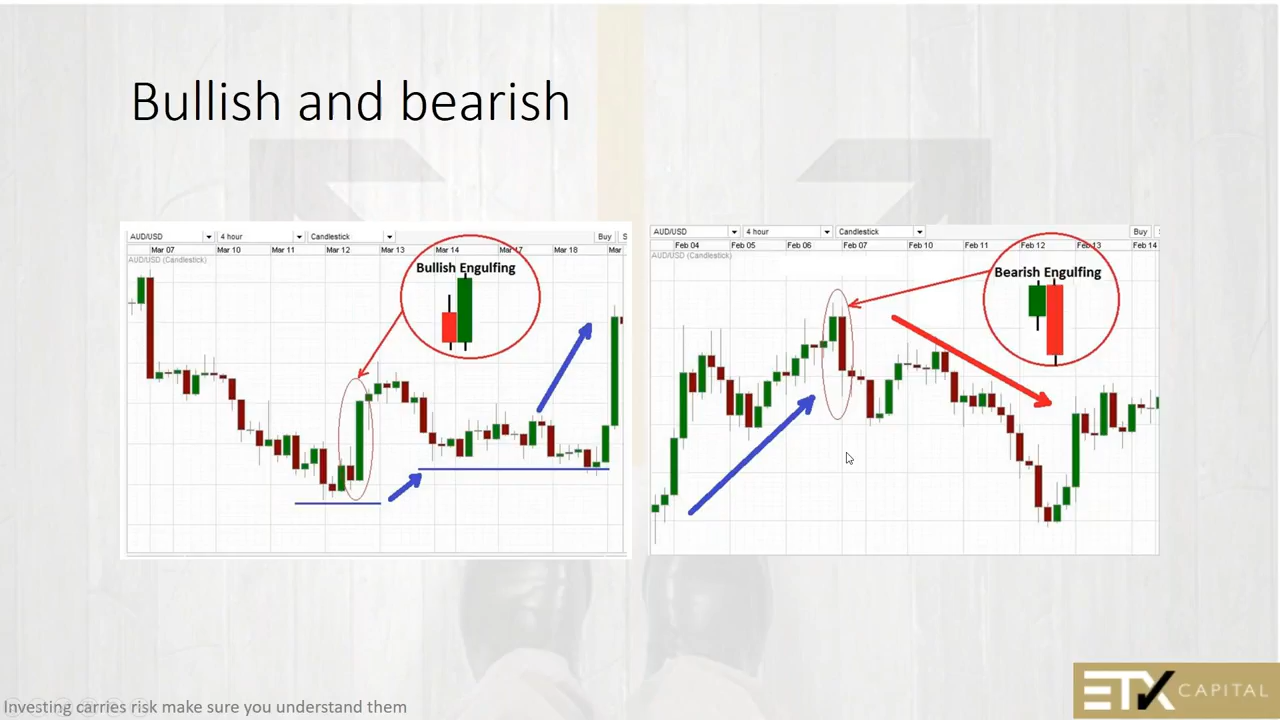 Bullish and bearish
AUD/USD 4 hour Candlestick Buy S
Mar 07 Mar 10 Mar 11 Mar 12 Mar 13 Mar 14 Mar 17 Mar 18 Mar
AUD/USD (Candlestick)
Bullish Engulfing
AUD/USD 4 hour Candlestick Buy
Feb 04 Feb 05 Feb 06 Feb 07 Feb 10 Feb 11 Feb 12 Feb 13 Feb 14
AUD/USD (Candlestick)
Bearish Engulfing
Investing carries risk make sure you understand them
ETX CAPITAL